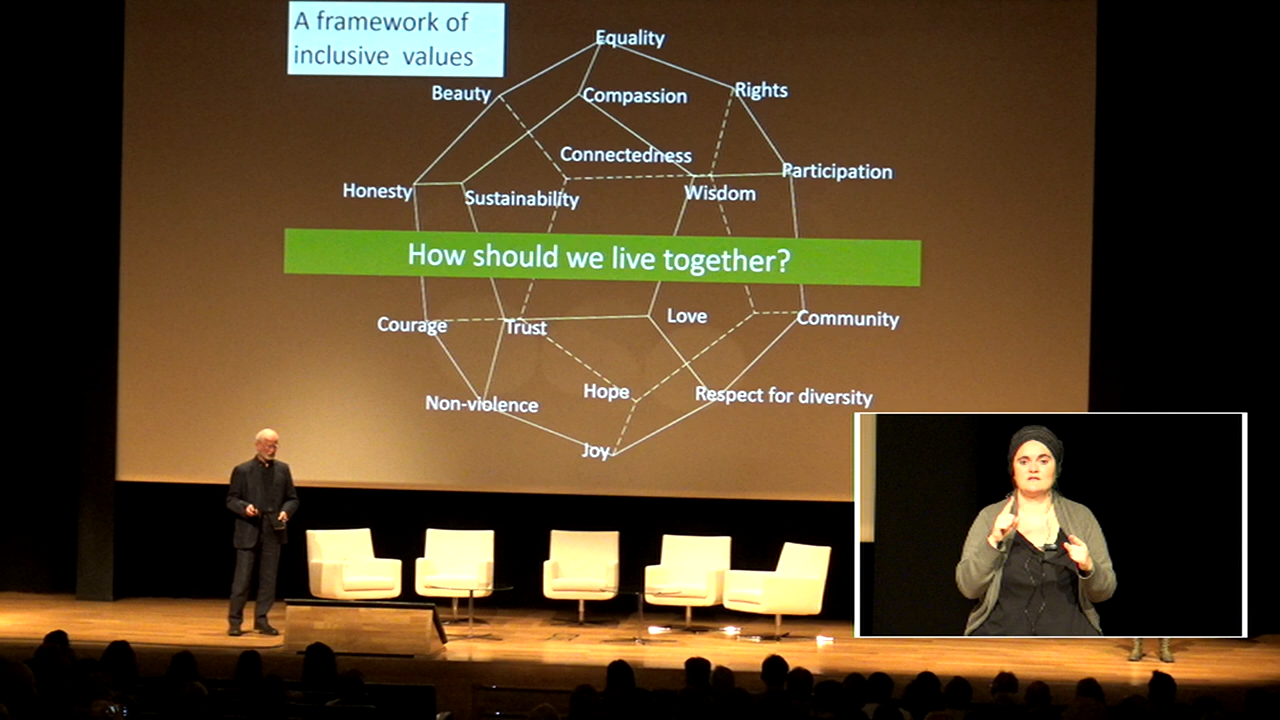 A framework of
inclusive values
Equality
Beauty
Compassion
Rights
Connectedness
Participation
Honesty
Sustainability
Wisdom
How should we live together?
Courage
Trust
Love
Community
Hope
Respect for diversity
Non-violence
Joy